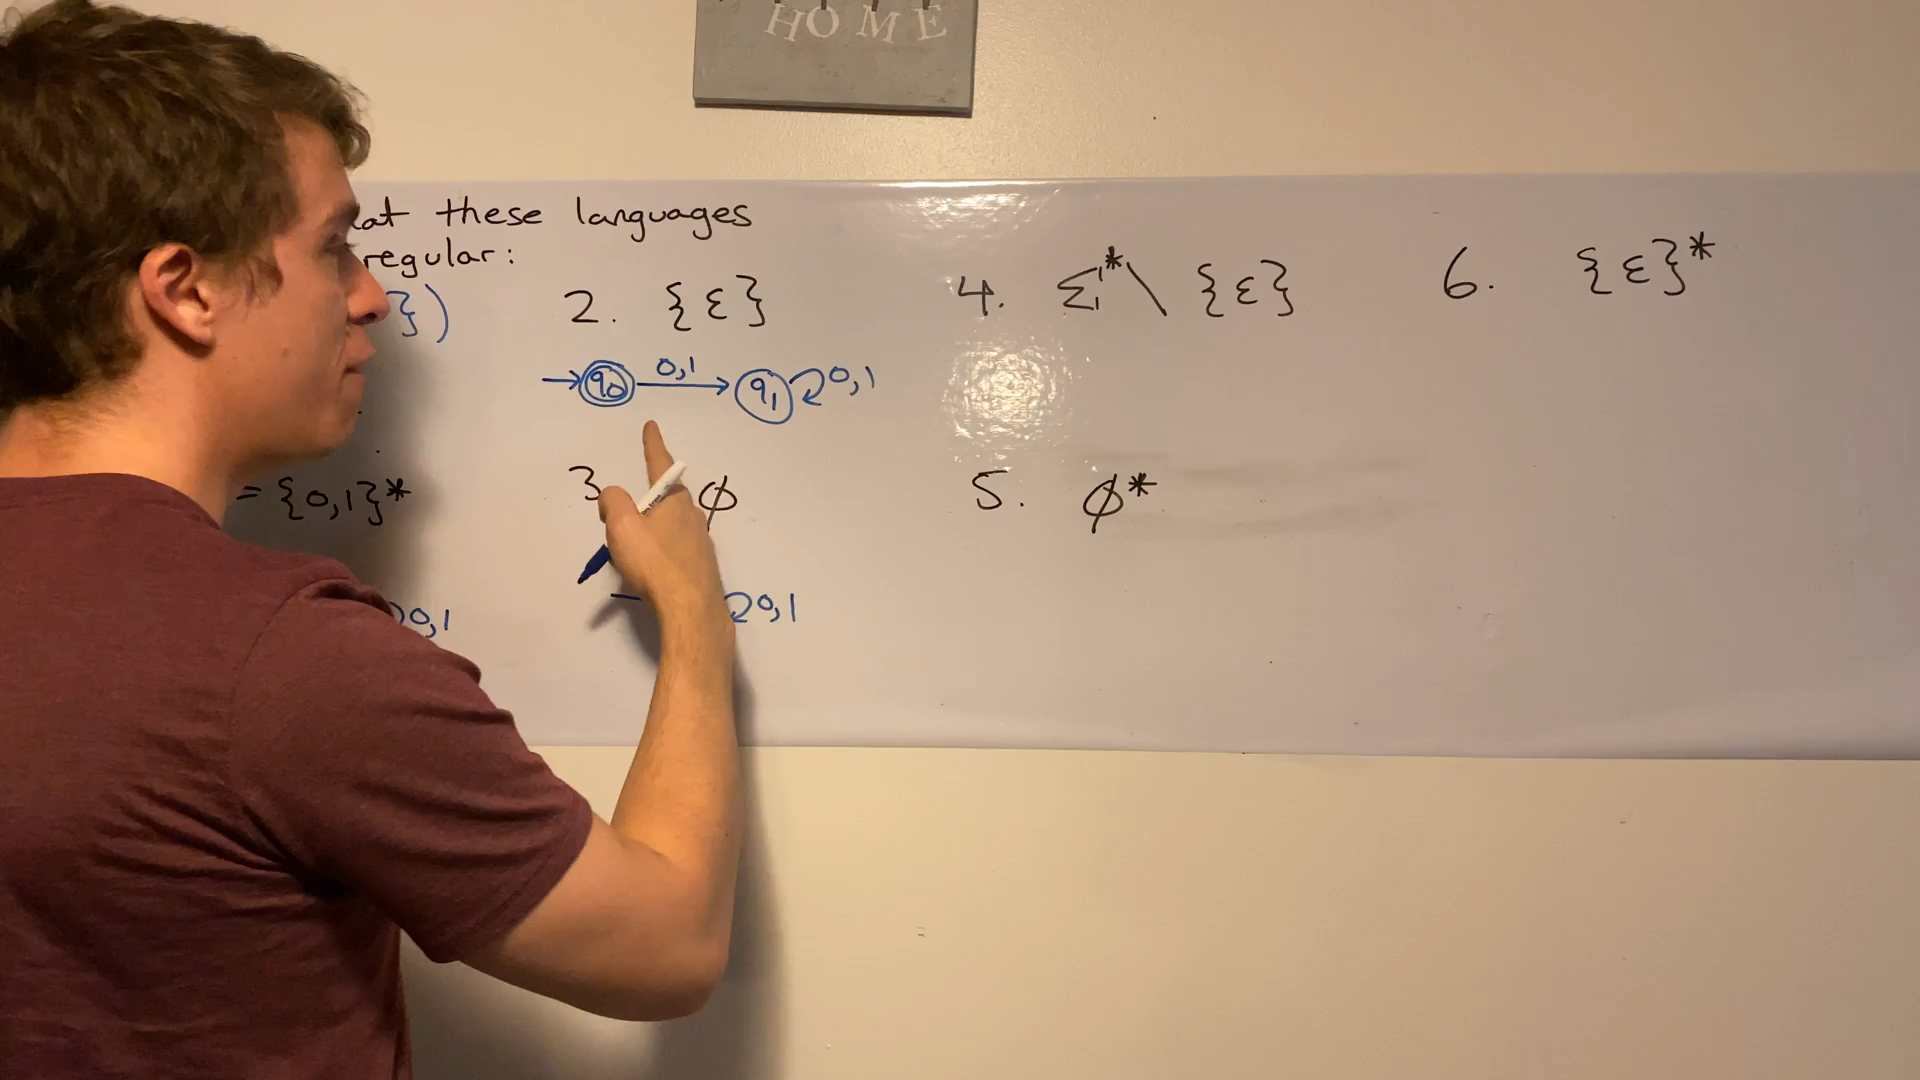 HOME
these languages
regular:
})
= {0,1}*
0,1
2. {ε}
q0 0,1 q1 0,1
3 φ
0,1
4. Σ* \ {ε}
5. φ*
6. {ε}*